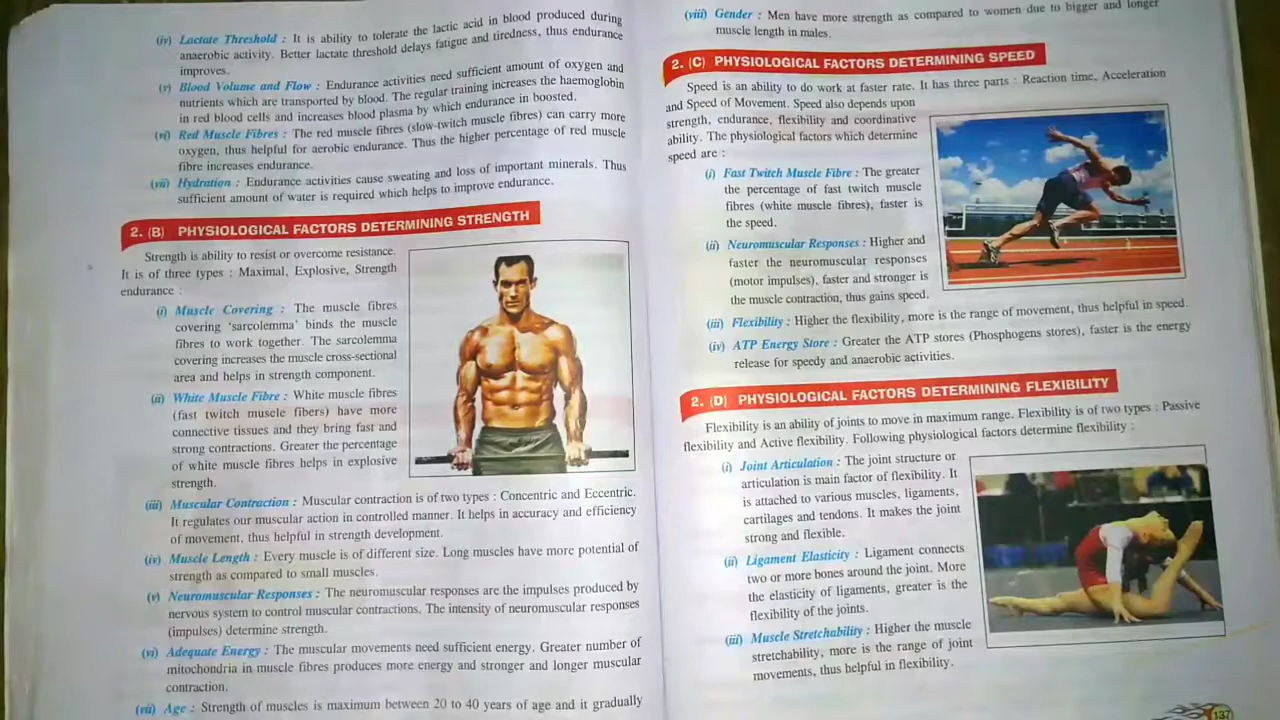 (iv) Lactate Threshold : It is ability to tolerate the lactic acid in blood produced during
anaerobic activity. Better lactate threshold delays fatigue and tiredness, thus endurance
improves.
(v) Blood Volume and Flow : Endurance activities need sufficient amount of oxygen and
nutrients which are transported by blood. The regular training increases the haemoglobin
in red blood cells and increases blood plasma by which endurance in boosted.
(vi) Red Muscle Fibres : The red muscle fibres (slow-twitch muscle fibres) can carry more
oxygen, thus helpful for aerobic endurance. Thus the higher percentage of red muscle
fibre increases endurance.
(vii) Hydration : Endurance activities cause sweating and loss of important minerals. Thus
sufficient amount of water is required which helps to improve endurance.
2. (B) PHYSIOLOGICAL FACTORS DETERMINING STRENGTH
Strength is ability to resist or overcome resistance.
It is of three types : Maximal, Explosive, Strength
endurance :
(i) Muscle Covering : The muscle fibres
covering 'sarcolemma' binds the muscle
fibres to work together. The sarcolemma
covering increases the muscle cross-sectional
area and helps in strength component.
(ii) White Muscle Fibre : White muscle fibres
(fast twitch muscle fibers) have more
connective tissues and they bring fast and
strong contractions. Greater the percentage
of white muscle fibres helps in explosive
strength.
(iii) Muscular Contraction : Muscular contraction is of two types : Concentric and Eccentric.
It regulates our muscular action in controlled manner. It helps in accuracy and efficiency
of movement, thus helpful in strength development.
(iv) Muscle Length : Every muscle is of different size. Long muscles have more potential of
strength as compared to small muscles.
(v) Neuromuscular Responses : The neuromuscular responses are the impulses produced by
nervous system to control muscular contractions. The intensity of neuromuscular responses
(impulses) determine strength.
(vi) Adequate Energy : The muscular movements need sufficient energy. Greater number of
mitochondria in muscle fibres produces more energy and stronger and longer muscular
contraction.
(vii) Age : Strength of muscles is maximum between 20 to 40 years of age and it gradually
(viii) Gender : Men have more strength as compared to women due to bigger and longer
muscle length in males.
2. (C) PHYSIOLOGICAL FACTORS DETERMINING SPEED
Speed is an ability to do work at faster rate. It has three parts : Reaction time, Acceleration
and Speed of Movement. Speed also depends upon
strength, endurance, flexibility and coordinative
ability. The physiological factors which determine
speed are :
(i) Fast Twitch Muscle Fibre : The greater
the percentage of fast twitch muscle
fibres (white muscle fibres), faster is
the speed.
(ii) Neuromuscular Responses : Higher and
faster the neuromuscular responses
(motor impulses), faster and stronger is
the muscle contraction, thus gains speed.
(iii) Flexibility : Higher the flexibility, more is the range of movement, thus helpful in speed.
(iv) ATP Energy Store : Greater the ATP stores (Phosphogens stores), faster is the energy
release for speedy and anaerobic activities.
2. (D) PHYSIOLOGICAL FACTORS DETERMINING FLEXIBILITY
Flexibility is an ability of joints to move in maximum range. Flexibility is of two types : Passive
flexibility and Active flexibility. Following physiological factors determine flexibility :
(i) Joint Articulation : The joint structure or
articulation is main factor of flexibility. It
is attached to various muscles, ligaments,
cartilages and tendons. It makes the joint
strong and flexible.
(ii) Ligament Elasticity : Ligament connects
two or more bones around the joint. More
the elasticity of ligaments, greater is the
flexibility of the joints.
(iii) Muscle Stretchability : Higher the muscle
stretchability, more is the range of joint
movements, thus helpful in flexibility.
137